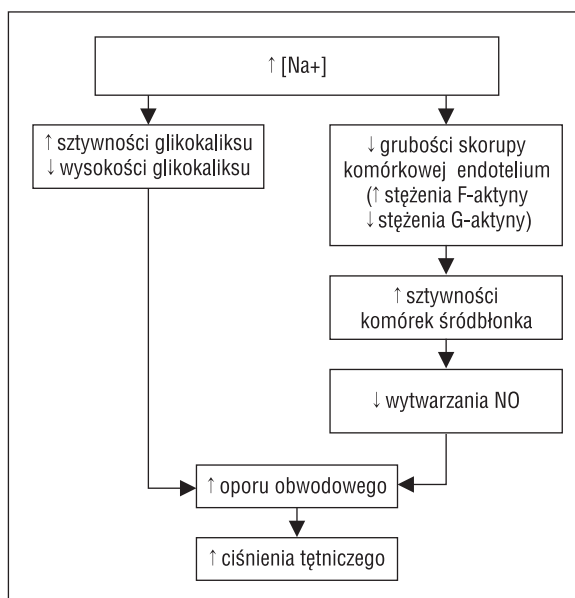 ↑ [Na+]
↑ sztywności glikokaliksu
↓ wysokości glikokaliksu
↓ grubości skorupy
komórkowej endotelium
(↑ stężenia F-aktyny
↓ stężenia G-aktyny)
↑ sztywności
komórek śródbłonka
↓ wytwarzania NO
↑ oporu obwodowego
↑ ciśnienia tętniczego